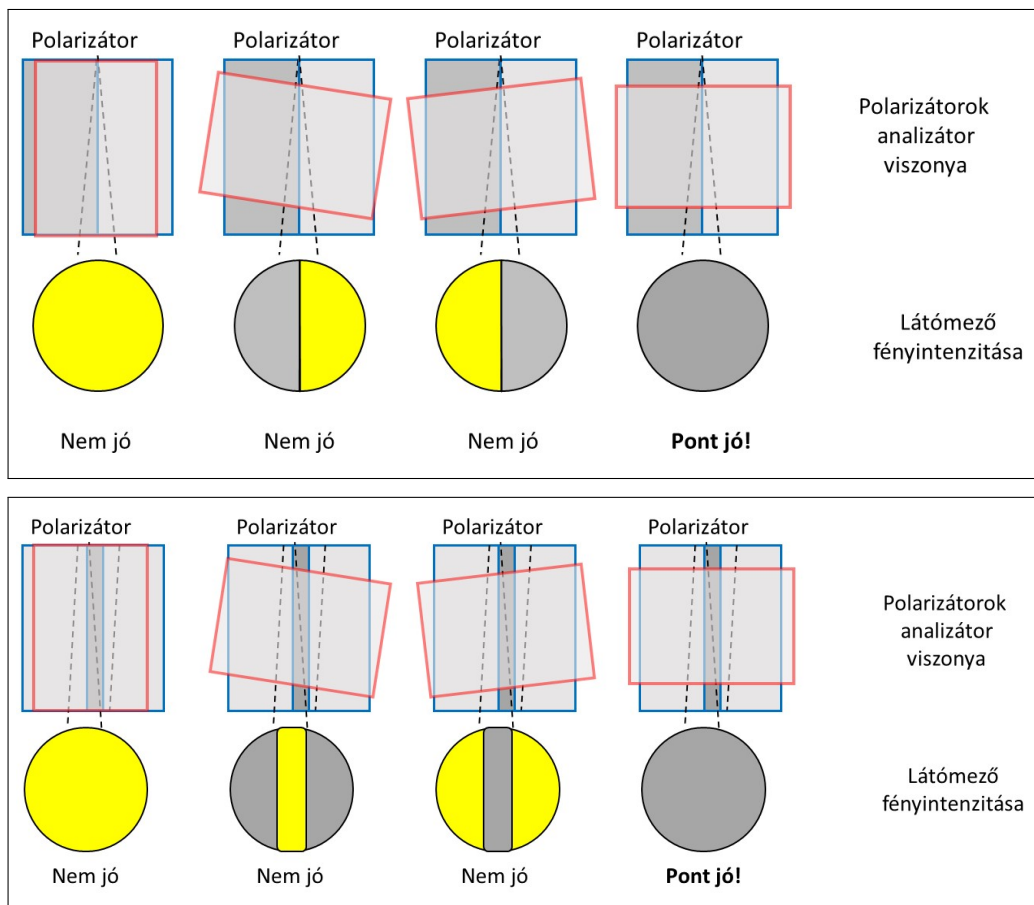 Polarizátor Polarizátor Polarizátor Polarizátor
Polarizátorok
analizátor
viszonya
Látómező
fényintenzitása
Nem jó Nem jó Nem jó Pont jó!
Polarizátor Polarizátor Polarizátor Polarizátor
Polarizátorok
analizátor
viszonya
Látómező
fényintenzitása
Nem jó Nem jó Nem jó Pont jó!